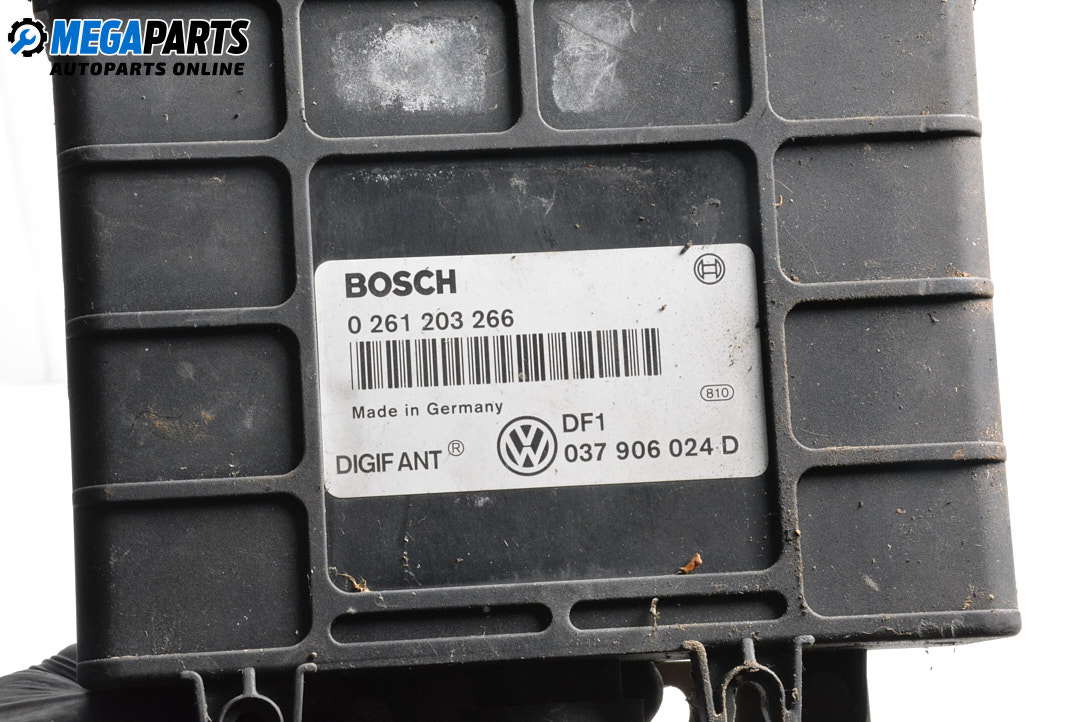 MEGAPARTS
AUTOPARTS ONLINE
BOSCH
0 261 203 266
810
Made in Germany
DIGIFANT®
DF1
037 906 024 D